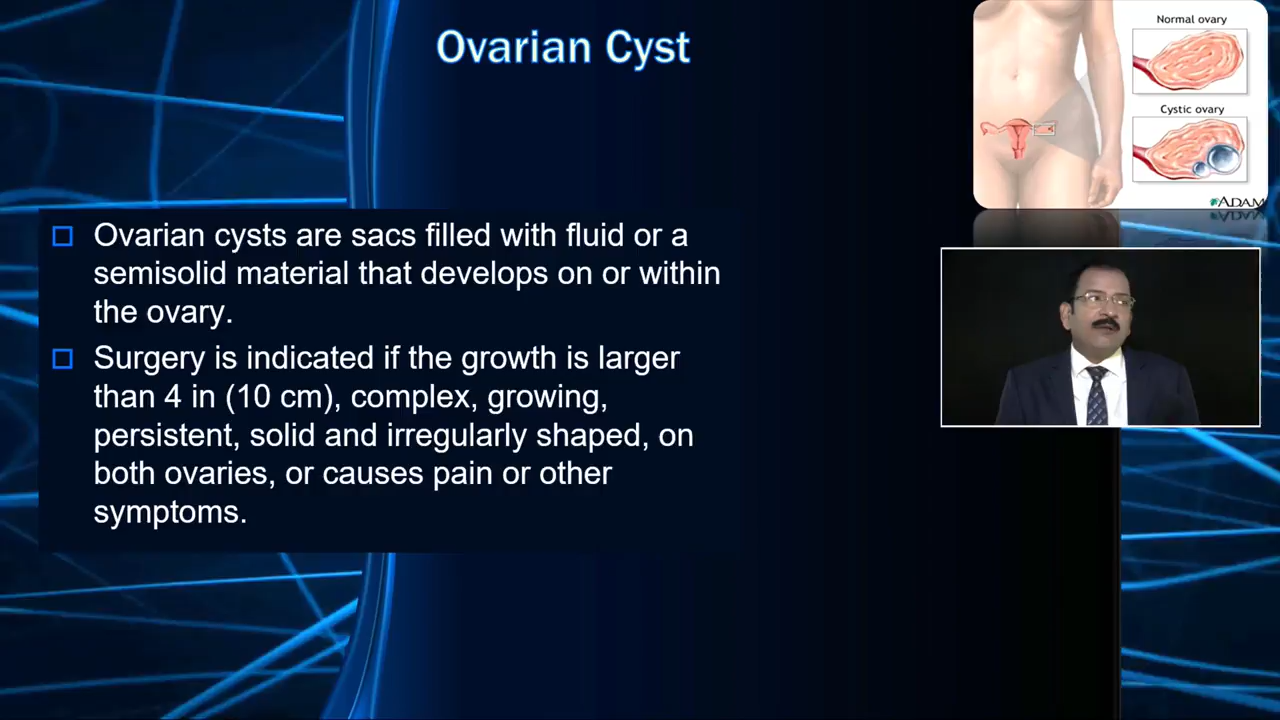 Ovarian Cyst
Normal ovary
Cystic ovary
ADAM
Ovarian cysts are sacs filled with fluid or a
semisolid material that develops on or within
the ovary.
Surgery is indicated if the growth is larger
than 4 in (10 cm), complex, growing,
persistent, solid and irregularly shaped, on
both ovaries, or causes pain or other
symptoms.